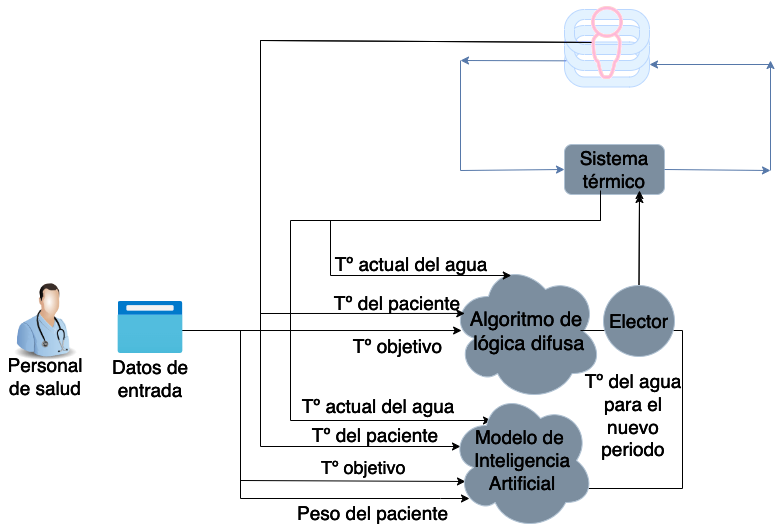 Sistema
térmico
Tº actual del agua
Tº del paciente
Tº objetivo
Algoritmo de
lógica difusa
Elector
Personal
de salud
Datos de
entrada
Tº del agua
para el
nuevo
periodo
Tº actual del agua
Tº del paciente
Tº objetivo
Peso del paciente
Modelo de
Inteligencia
Artificial